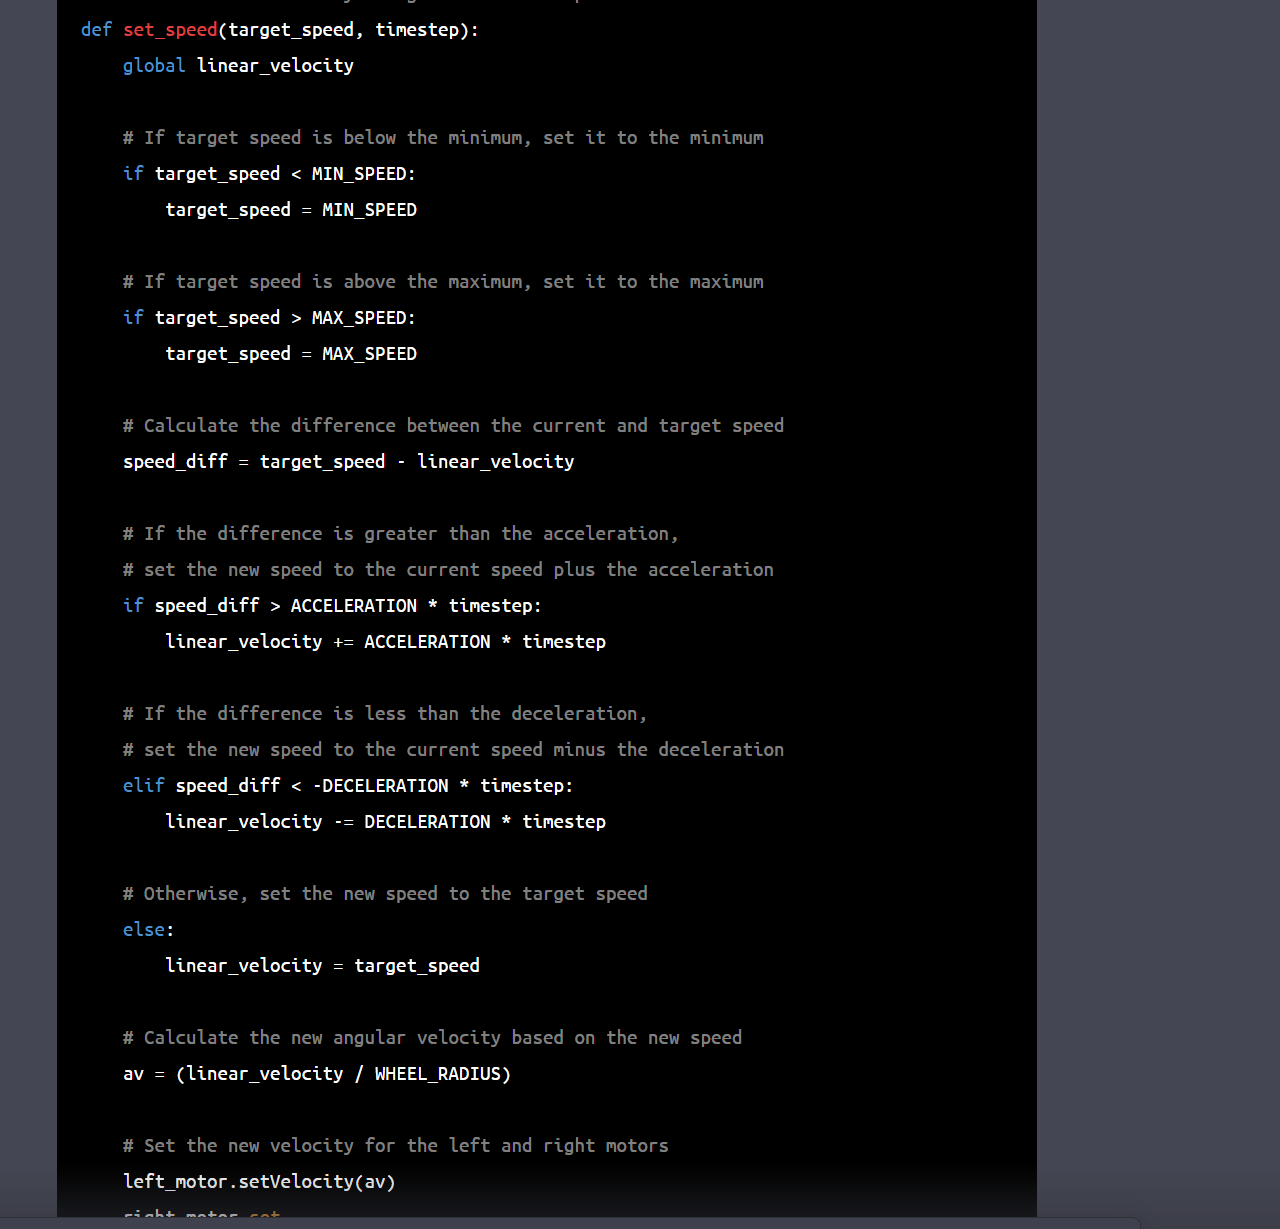 def set_speed(target_speed, timestep):
    global linear_velocity
    # If target speed is below the minimum, set it to the minimum
    if target_speed < MIN_SPEED:
        target_speed = MIN_SPEED
    # If target speed is above the maximum, set it to the maximum
    if target_speed > MAX_SPEED:
        target_speed = MAX_SPEED
    # Calculate the difference between the current and target speed
    speed_diff = target_speed - linear_velocity
    # If the difference is greater than the acceleration,
    # set the new speed to the current speed plus the acceleration
    if speed_diff > ACCELERATION * timestep:
        linear_velocity += ACCELERATION * timestep
    # If the difference is less than the deceleration,
    # set the new speed to the current speed minus the deceleration
    elif speed_diff < -DECELERATION * timestep:
        linear_velocity -= DECELERATION * timestep
    # Otherwise, set the new speed to the target speed
    else:
        linear_velocity = target_speed
    # Calculate the new angular velocity based on the new speed
    av = (linear_velocity / WHEEL_RADIUS)
    # Set the new velocity for the left and right motors
    left_motor.setVelocity(av)
    right_motor.set